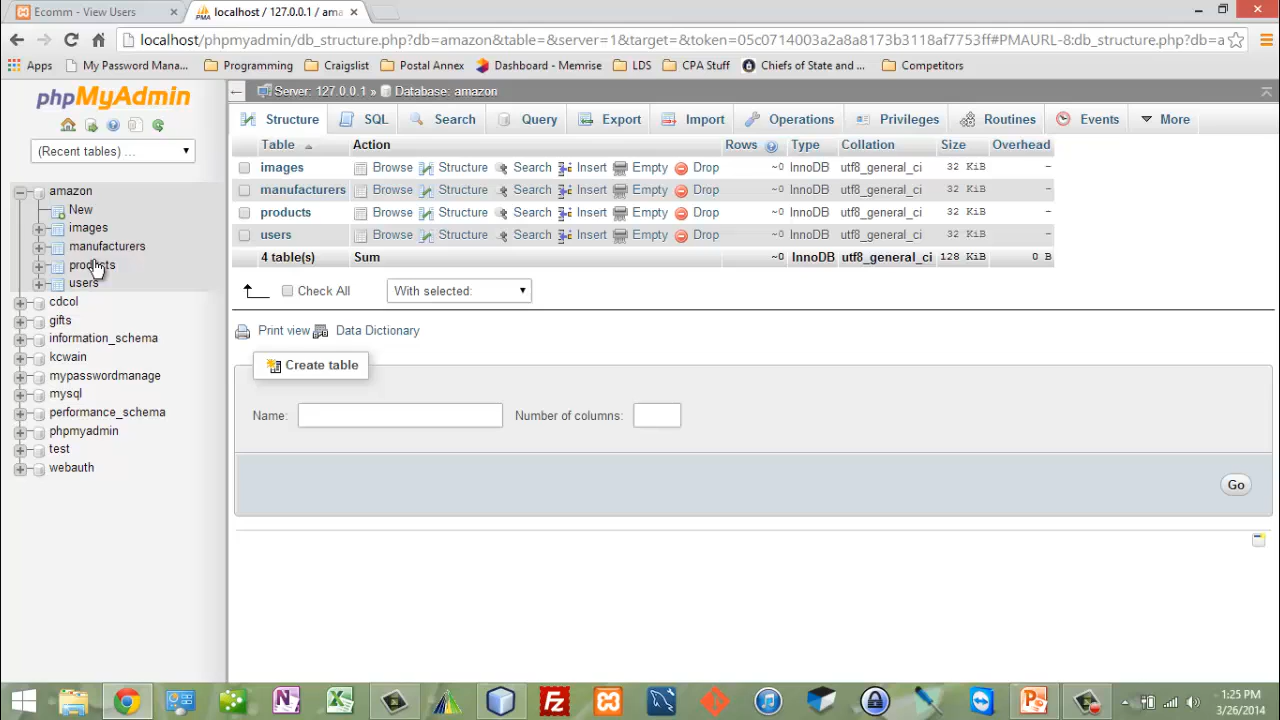 Ecomm - View Users
localhost / 127.0.0.1 / ama
localhost/phpmyadmin/db_structure.php?db=amazon&table=&server=1&target=&token=05c0714003a2a8a8173b3118af7753ff#PMAURL-8:db_structure.php?db=a
Apps My Password Mana... Programming Craigslist Postal Annex Dashboard - Memrise LDS CPA Stuff Chiefs of State and ... Competitors
phpMyAdmin
Server: 127.0.0.1 » Database: amazon
Structure SQL Search Query Export Import Operations Privileges Routines Events More
(Recent tables) ...
Table Action Rows Type Collation Size Overhead
images Browse Structure Search Insert Empty Drop ~0 InnoDB utf8_general_ci 32 KiB -
manufacturers Browse Structure Search Insert Empty Drop ~0 InnoDB utf8_general_ci 32 KiB -
products Browse Structure Search Insert Empty Drop ~0 InnoDB utf8_general_ci 32 KiB -
users Browse Structure Search Insert Empty Drop ~0 InnoDB utf8_general_ci 32 KiB -
4 table(s) Sum ~0 InnoDB utf8_general_ci 128 KiB 0 B
Check All With selected:
Print view Data Dictionary
Create table
Name: Number of columns:
Go
amazon
New
images
manufacturers
products
users
cdcol
gifts
information_schema
kcwain
mypasswordmanage
mysql
performance_schema
phpmyadmin
test
webauth
1:25 PM
3/26/2014